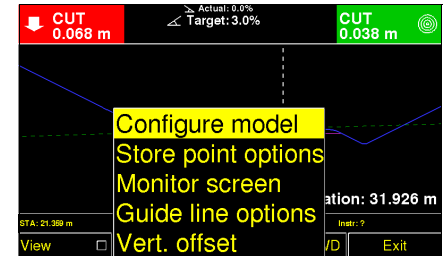 CUT
0.068 m
Actual: 0.0%
Target: 3.0%
CUT
0.038 m
Configure model
Store point options
Monitor screen
Guide line options
Vert. offset
ation: 31.926 m
STA: 21.359 m
Instr: ?
View
VD
Exit